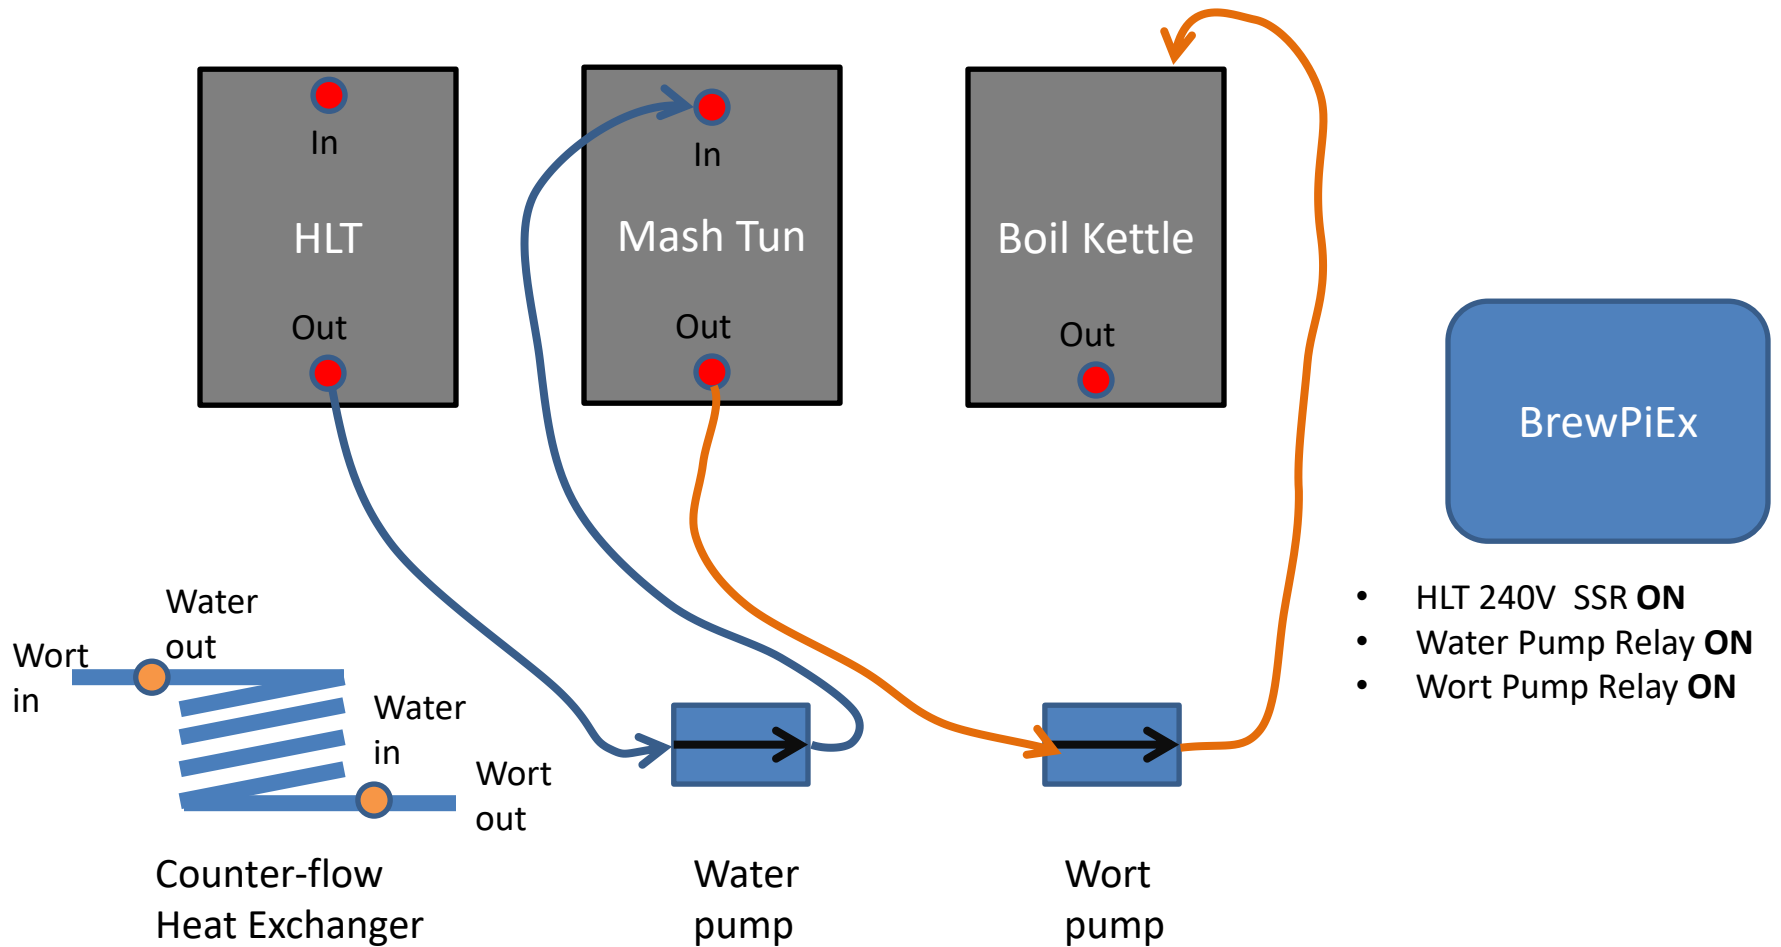 In
HLT
Out
In
Mash Tun
Out
Boil Kettle
Out
BrewPiEx
• HLT 240V  SSR ON
• Water Pump Relay ON
• Wort Pump Relay ON
Water
out
Wort
in
Water
in
Wort
out
Counter-flow
Heat Exchanger
Water
pump
Wort
pump